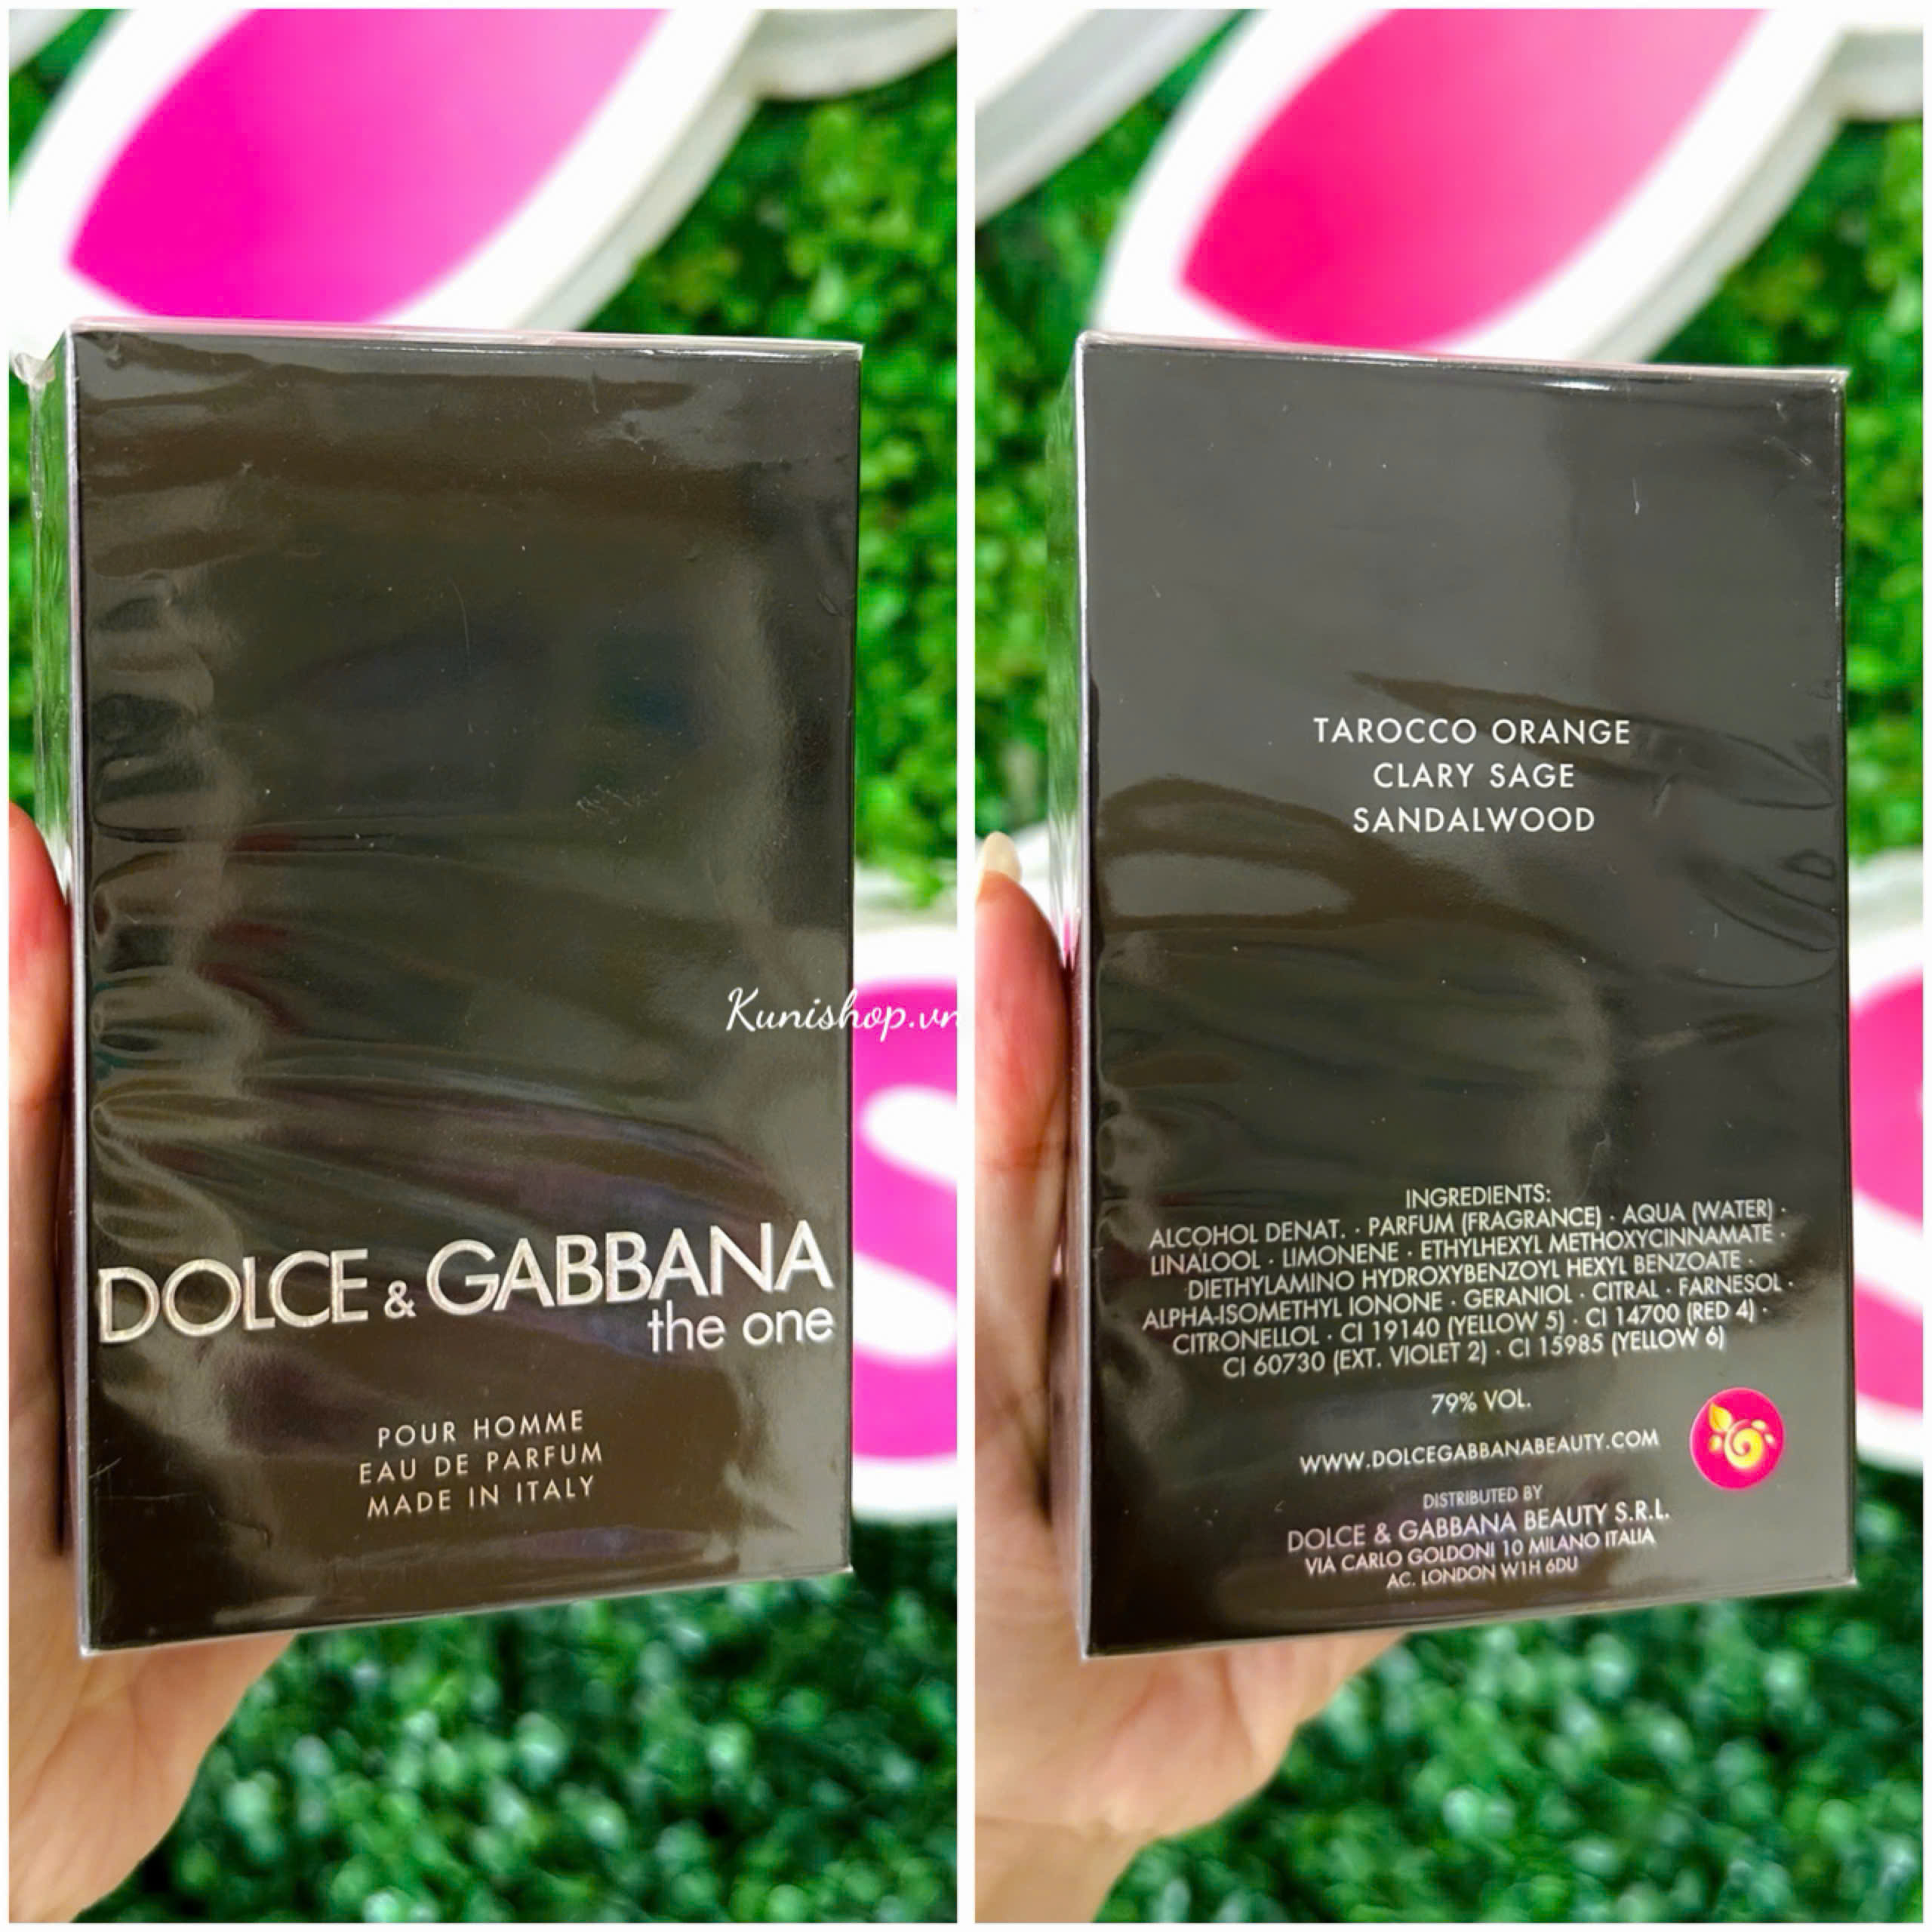 Kunishop.vn
DOLCE & GABBANA
the one
POUR HOMME
EAU DE PARFUM
MADE IN ITALY
TAROCCO ORANGE
CLARY SAGE
SANDALWOOD
INGREDIENTS:
ALCOHOL DENAT. · PARFUM (FRAGRANCE) · AQUA (WATER) ·
LINALOOL · LIMONENE · ETHYLHEXYL METHOXYCINNAMATE ·
DIETHYLAMINO HYDROXYBENZOYL HEXYL BENZOATE ·
ALPHA-ISOMETHYL IONONE · GERANIOL · CITRAL · FARNESOL ·
CITRONELLOL · CI 19140 (YELLOW 5) · CI 14700 (RED 4) ·
CI 60730 (EXT. VIOLET 2) · CI 15985 (YELLOW 6)
79% VOL.
WWW.DOLCEGABBANABEAUTY.COM
DISTRIBUTED BY
DOLCE & GABBANA BEAUTY S.R.L.
VIA CARLO GOLDONI 10 MILANO ITALIA
AC. LONDON W1H 6DU